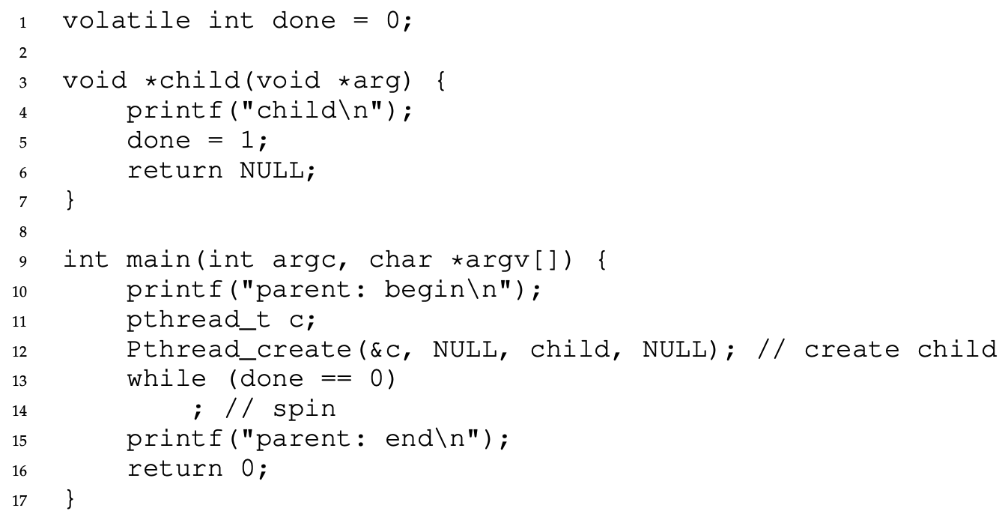 1 volatile int done = 0;
2
3 void *child(void *arg) {
4     printf("child\n");
5     done = 1;
6     return NULL;
7 }
8
9 int main(int argc, char *argv[]) {
10     printf("parent: begin\n");
11     pthread_t c;
12     Pthread_create(&c, NULL, child, NULL); // create child
13     while (done == 0)
14         ; // spin
15     printf("parent: end\n");
16     return 0;
17 }